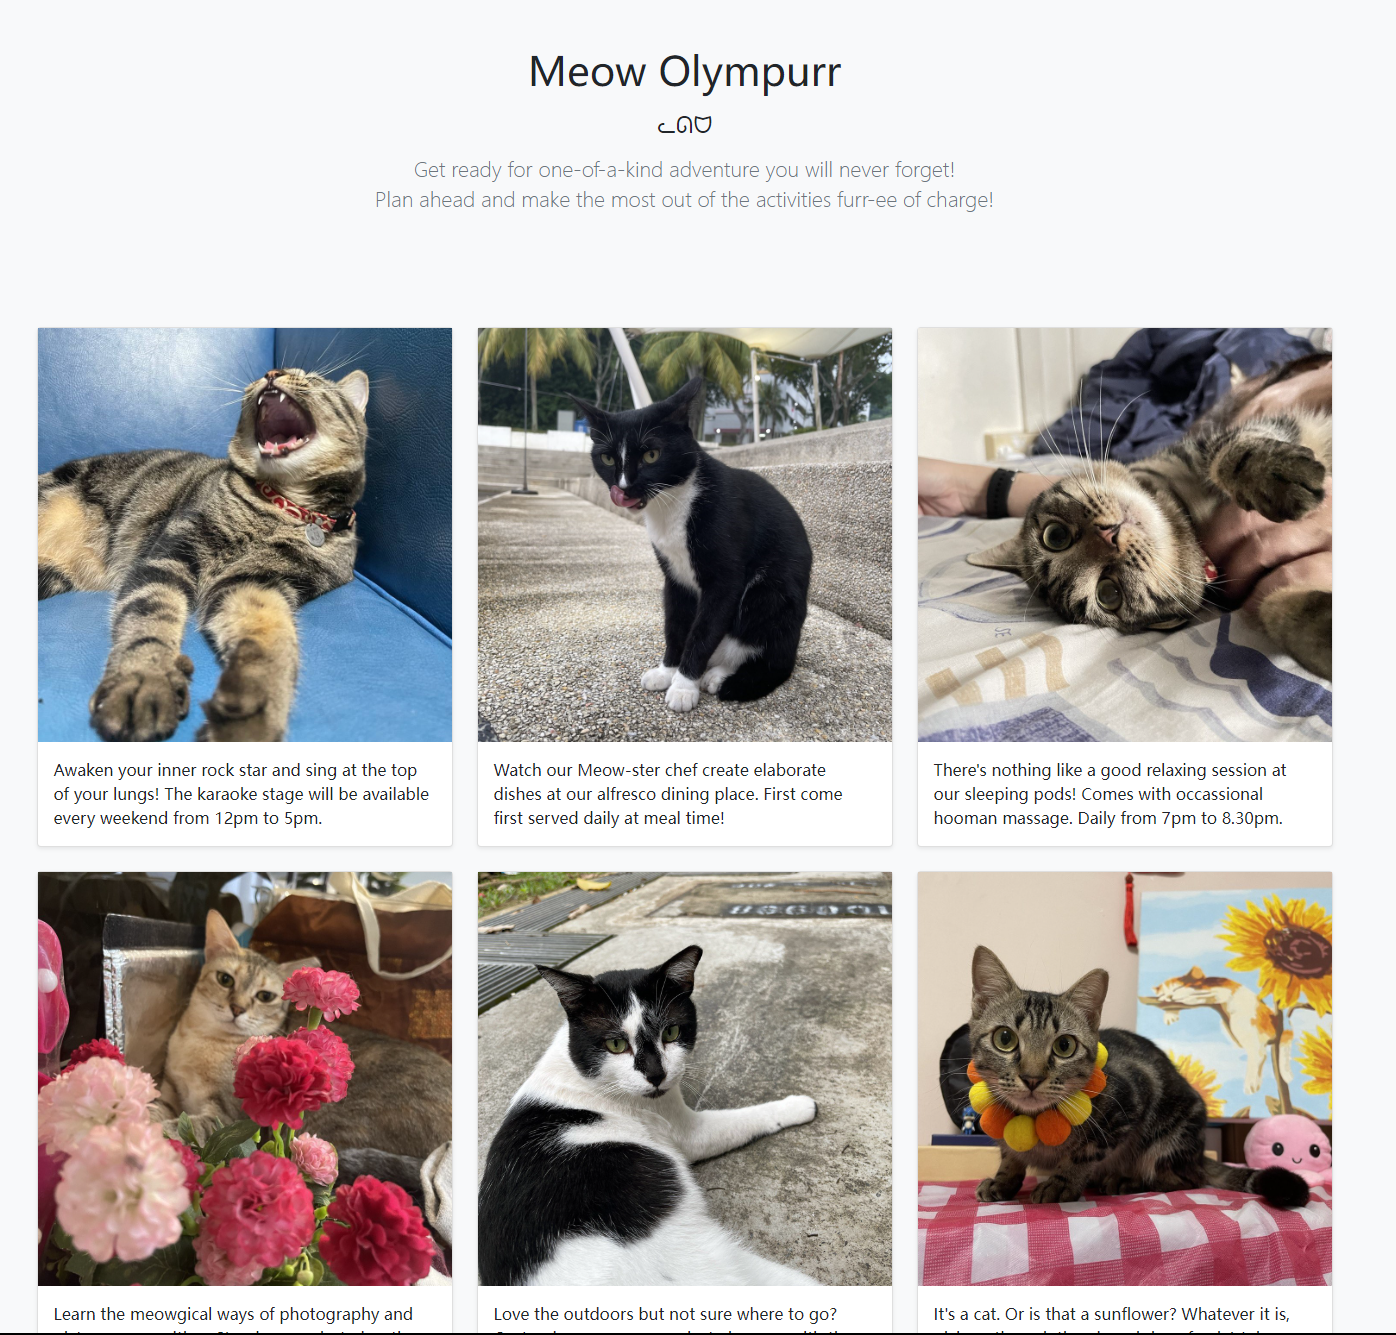 Meow Olympurr
ᓚᘏᗢ
Get ready for one-of-a-kind adventure you will never forget!
Plan ahead and make the most out of the activities furr-ee of charge!
Awaken your inner rock star and sing at the top
of your lungs! The karaoke stage will be available
every weekend from 12pm to 5pm.
Watch our Meow-ster chef create elaborate
dishes at our alfresco dining place. First come
first served daily at meal time!
There's nothing like a good relaxing session at
our sleeping pods! Comes with occassional
hooman massage. Daily from 7pm to 8.30pm.
Learn the meowgical ways of photography and
Love the outdoors but not sure where to go?
It's a cat. Or is that a sunflower? Whatever it is,